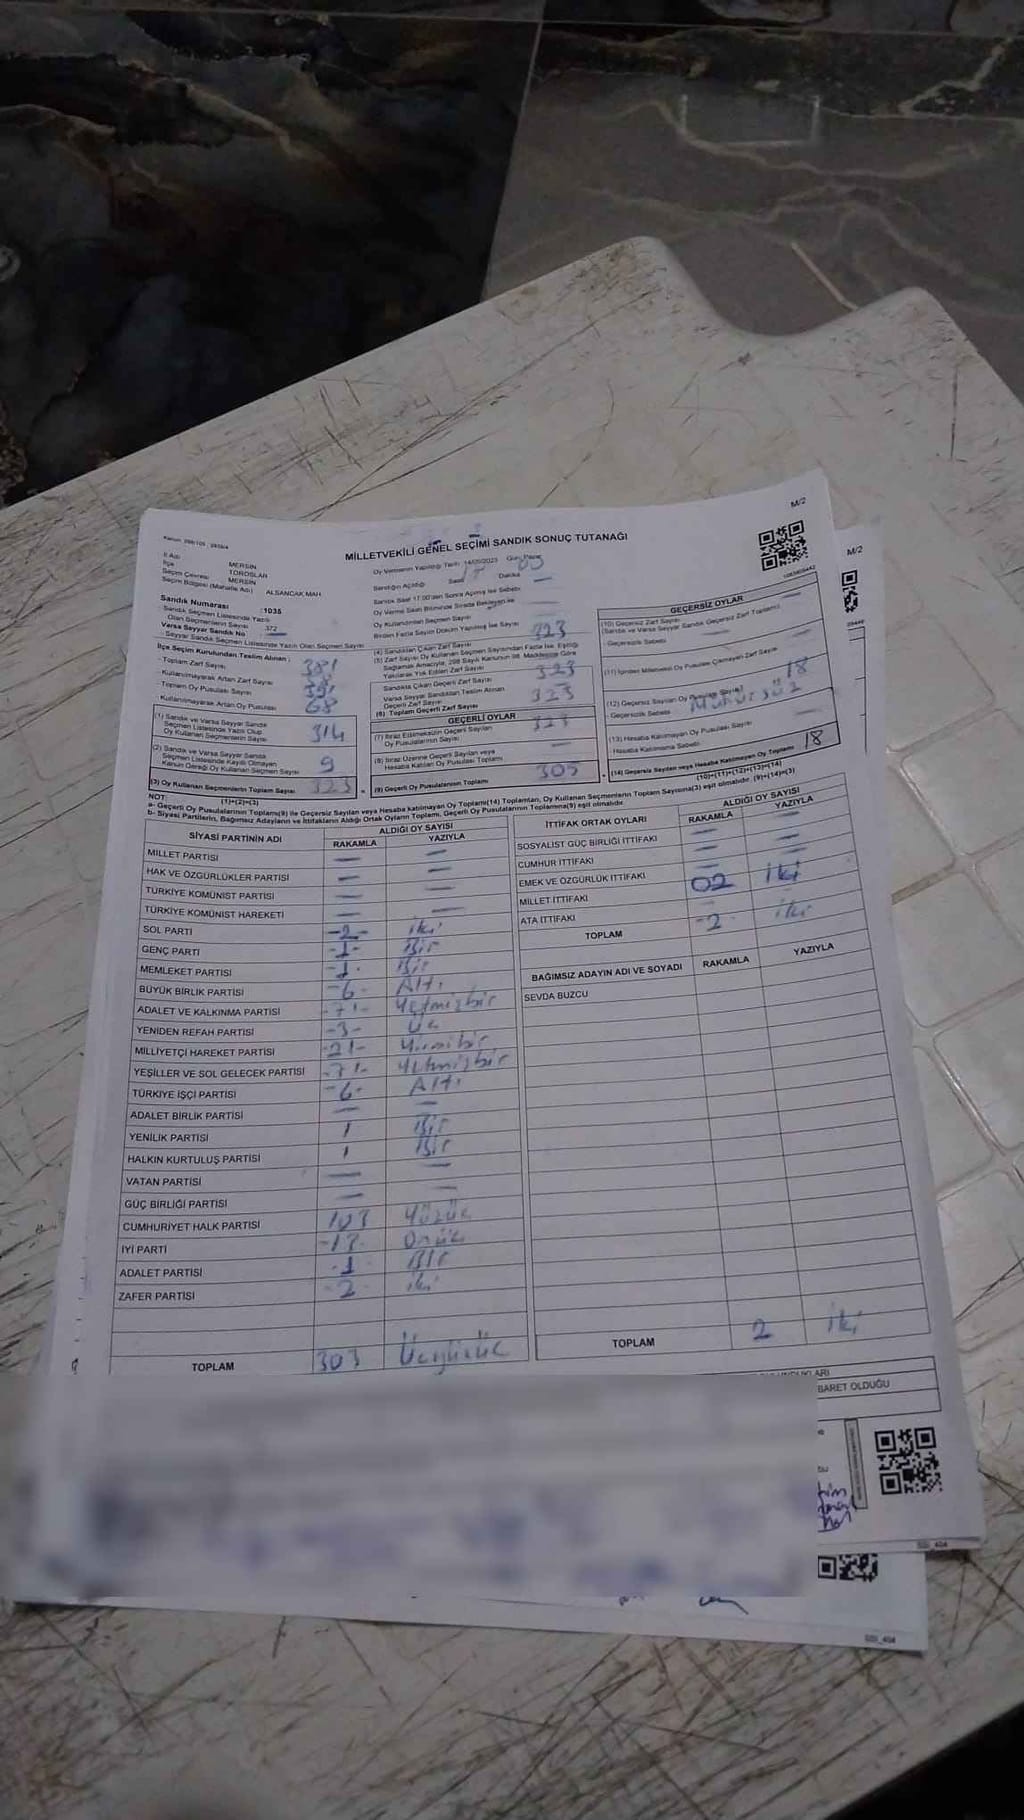 M/2
MİLLETVEKİLİ GENEL SEÇİMİ SANDIK SONUÇ TUTANAĞI
İl Adı MERSİN
İlçe TOROSLAR
Seçim Çevresi MERSİN
Seçim Bölgesi (Mahalle Adı) ALSANCAK MAH
Sandık Numarası :1035
Sandık Seçmen Listesinde Yazılı
Olan Seçmenlerin Sayısı 372
Varsa Seyyar Sandık No
Seyyar Sandık Seçmen Listesinde Yazılı Olan Seçmen Sayısı
İlçe Seçim Kurulundan Teslim Alınan :
Toplam Zarf Sayısı
Kullanılmayarak Artan Zarf Sayısı
Toplam Oy Pusulası Sayısı
Kullanılmayarak Artan Oy Pusulası 68
(1) Sandık ve Varsa Seyyar Sandık
Seçmen Listesinde Yazılı Olup
Oy Kullanan Seçmenlerin Sayısı 314
(2) Sandık ve Varsa Seyyar Sandık
Seçmen Listesinde Kayıtlı Olmayan
Kanun Gereği Oy Kullanan Seçmen Sayısı 9
(3) Oy Kullanan Seçmenlerin Toplam Sayısı 323
(1)+(2)=(3)
Oy Vermenin Yapıldığı Tarih 14/05/2023 Gün Pazar
Sandığın Açıldığı Saat 17 Dakika
Sandık Saat 17:00'den Sonra Açılmış İse Sebebi
Oy Verme Saati Bitiminde Sırada Bekleyen ve
Oy Kullandırılan Seçmen Sayısı
Birden Fazla Sayım Döküm Yapılmış İse Sayısı
(4) Sandıktan Çıkan Zarf Sayısı 323
(5) Zarf Sayısı Oy Kullanan Seçmen Sayısından Fazla İse, Eşitliği
Sağlamak Amacıyla, 298 Sayılı Kanunun 98. Maddesine Göre
Yakılarak Yok Edilen Zarf Sayısı
Sandıkta Çıkan Geçerli Zarf Sayısı 323
Varsa Seyyar Sandıktan Teslim Alınan
Geçerli Zarf Sayısı
(6) Toplam Geçerli Zarf Sayısı 323
GEÇERLİ OYLAR
(7) İtiraz Edilmeksizin Geçerli Sayılan
Oy Pusulalarının Sayısı 323
(8) İtiraz Üzerine Geçerli Sayılan veya
Hesaba Katılan Oy Pusulası Toplamı
(9) Geçerli Oy Pusulalarının Toplamı 305
GEÇERSİZ OYLAR
(10) Geçersiz Zarf Sayısı
(Sandık ve Varsa Seyyar Sandık Geçersiz Zarf Toplamı)
Geçersizlik Sebebi
(11) İçinden Milletvekili Oy Pusulası Çıkmayan Zarf Sayısı
(12) Geçersiz Sayılan Oy Pusulası Sayısı 18
Geçersizlik Sebebi Mühürsüz
(13) Hesaba Katılmayan Oy Pusulası Sayısı
Hesaba Katılmama Sebebi
(14) Geçersiz Sayılan veya Hesaba Katılmayan Oy Toplamı 18
(10)+(11)+(12)+(13)=(14)
NOT:
a- Geçerli Oy Pusulalarının Toplamı(9) ile Geçersiz Sayılan veya Hesaba katılmayan Oy Toplamı(14) Toplamları, Oy Kullanan Seçmenlerin Toplam Sayısına(3) eşit olmalıdır. (9)+(14)=(3)
b- Siyasi Partilerin, Bağımsız Adayların ve İttifakların Aldığı Ortak Oyların Toplamı, Geçerli Oy Pusulalarının Toplamına(9) eşit olmalıdır
SİYASİ PARTİNİN ADI ALDIĞI OY SAYISI
RAKAMLA YAZIYLA
MİLLET PARTİSI — —
HAK VE ÖZGÜRLÜKLER PARTİSİ — —
TÜRKİYE KOMÜNİST PARTİSİ — —
TÜRKİYE KOMÜNİST HAREKETİ — —
SOL PARTİ -2- iki
GENÇ PARTİ -1- Bir
MEMLEKET PARTİSİ -1- Bir
BÜYÜK BİRLİK PARTİSİ -6- Altı
ADALET VE KALKINMA PARTİSİ -71- Yetmişbir
YENİDEN REFAH PARTİSİ -3- Üç
MİLLİYETÇİ HAREKET PARTİSİ -21- Yirmibir
YEŞİLLER VE SOL GELECEK PARTİSİ -71- Yetmişbir
TÜRKİYE İŞÇİ PARTİSİ -6- Altı
ADALET BİRLİK PARTİSİ — —
YENİLİK PARTİSİ 1 Bir
HALKIN KURTULUŞ PARTİSİ 1 Bir
VATAN PARTİSİ — —
GÜÇ BİRLİĞİ PARTİSİ — —
CUMHURİYET HALK PARTİSİ 103 Yüzüç
İYİ PARTİ -13- Onüç
ADALET PARTİSİ -1 Bir
ZAFER PARTİSİ -2- iki
TOPLAM 303 Üçyüzüç
İTTİFAK ORTAK OYLARI ALDIĞI OY SAYISI
RAKAMLA YAZIYLA
SOSYALİST GÜÇ BİRLİĞİ İTTİFAKI — —
CUMHUR İTTİFAKI — —
EMEK VE ÖZGÜRLÜK İTTİFAKI — —
MİLLET İTTİFAKI 02 iki
ATA İTTİFAKI
TOPLAM -2- iki
BAĞIMSIZ ADAYIN ADI VE SOYADI RAKAMLA YAZIYLA
SEVDA BUZCU
TOPLAM 2 iki
BARET OLDUĞU
M/2